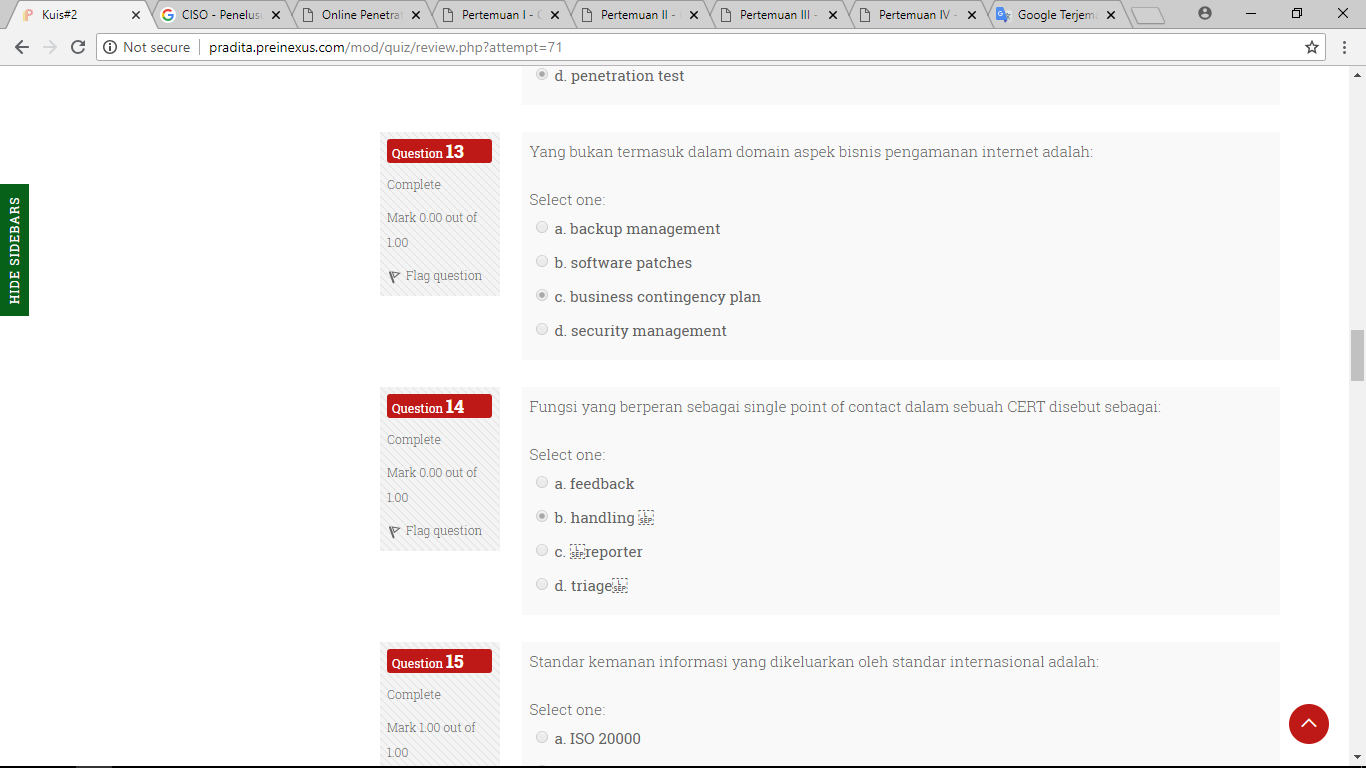 Kuis#2
CISO - Penelus
Online Penetra
Pertemuan I -
Pertemuan II -
Pertemuan III -
Pertemuan IV -
Google Terjem
Not secure
pradita.preinexus.com/mod/quiz/review.php?attempt=71
HIDE SIDEBARS
d. penetration test
Question 13
Complete
Mark 0.00 out of
1.00
Flag question
Yang bukan termasuk dalam domain aspek bisnis pengamanan internet adalah:
Select one:
a. backup management
b. software patches
c. business contingency plan
d. security management
Question 14
Complete
Mark 0.00 out of
1.00
Flag question
Fungsi yang berperan sebagai single point of contact dalam sebuah CERT disebut sebagai:
Select one:
a. feedback
b. handling
c. reporter
d. triage
Question 15
Complete
Mark 1.00 out of
1.00
Standar kemanan informasi yang dikeluarkan oleh standar internasional adalah:
Select one:
a. ISO 20000